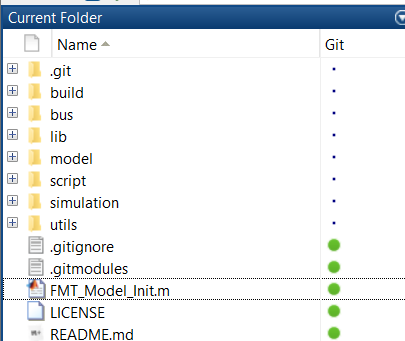 Current Folder
Name Git
.git
build
bus
lib
model
script
simulation
utils
.gitignore
.gitmodules
FMT_Model_Init.m
LICENSE
README.md